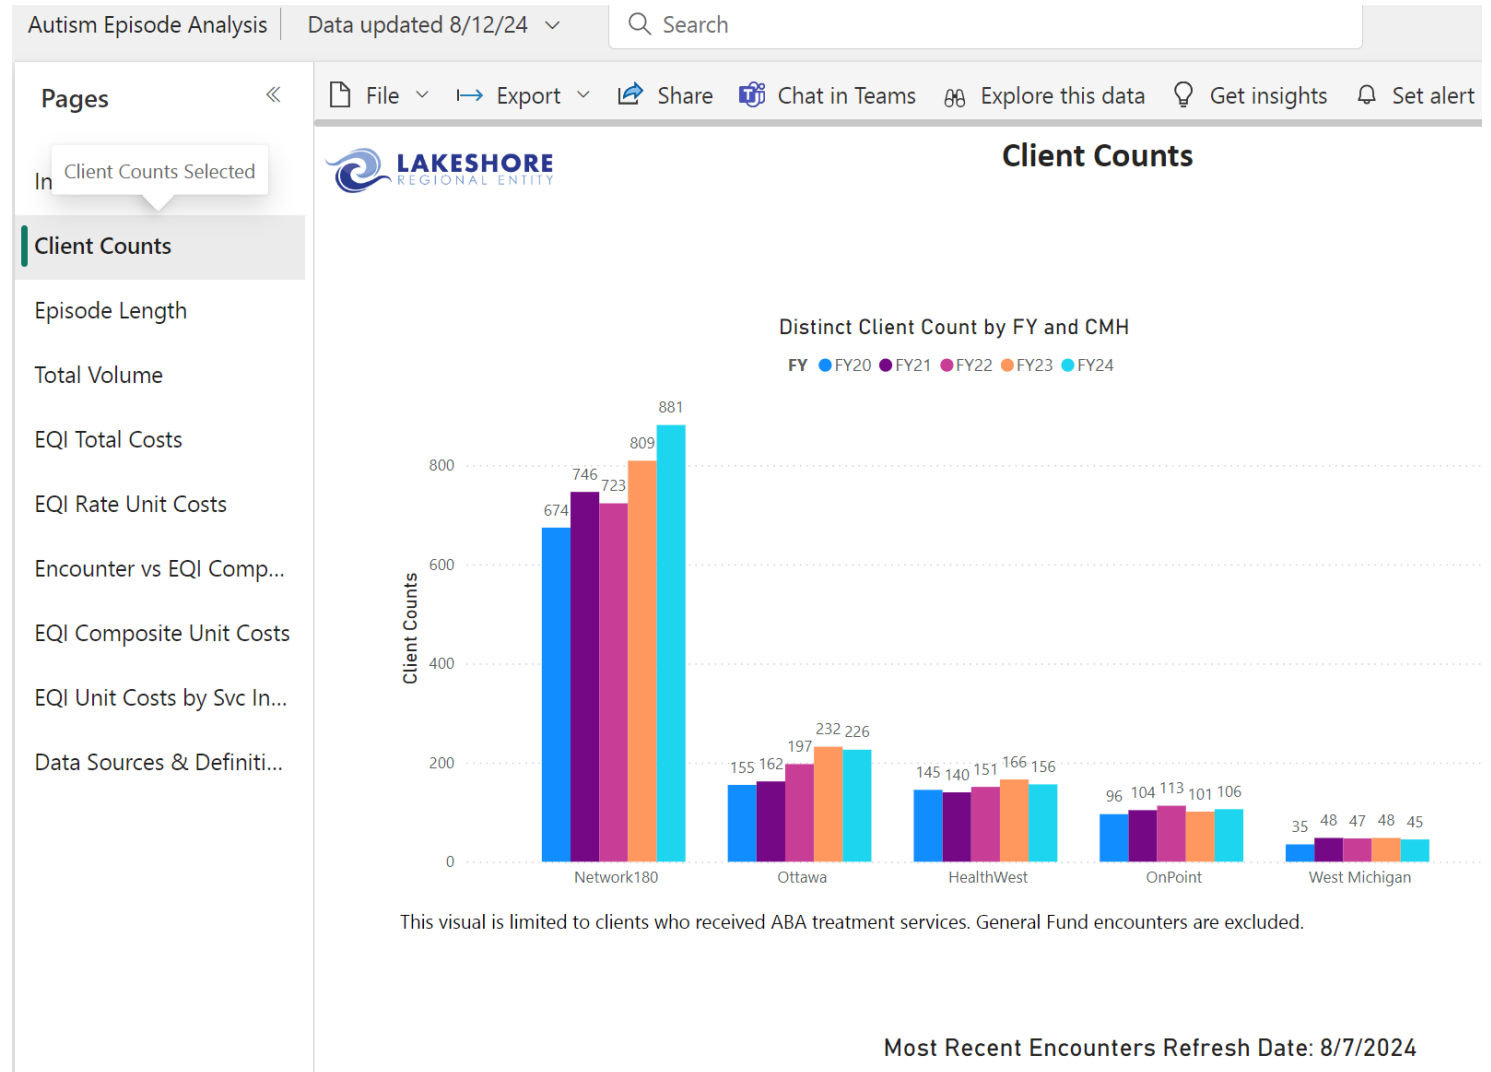 Autism Episode Analysis
Data updated 8/12/24
Search
Pages
File
Export
Share
Chat in Teams
Explore this data
Get insights
Set alert
Client Counts Selected
In
Client Counts
Episode Length
Total Volume
EQI Total Costs
EQI Rate Unit Costs
Encounter vs EQI Comp...
EQI Composite Unit Costs
EQI Unit Costs by Svc In...
Data Sources & Definiti...
LAKESHORE
REGIONAL ENTITY
Client Counts
Distinct Client Count by FY and CMH
FY FY20 FY21 FY22 FY23 FY24
Client Counts
800
600
400
200
0
674 746 723 809 881
155 162 197 232 226
145 140 151 166 156
96 104 113 101 106
35 48 47 48 45
Network180 Ottawa HealthWest OnPoint West Michigan
This visual is limited to clients who received ABA treatment services. General Fund encounters are excluded.
Most Recent Encounters Refresh Date: 8/7/2024